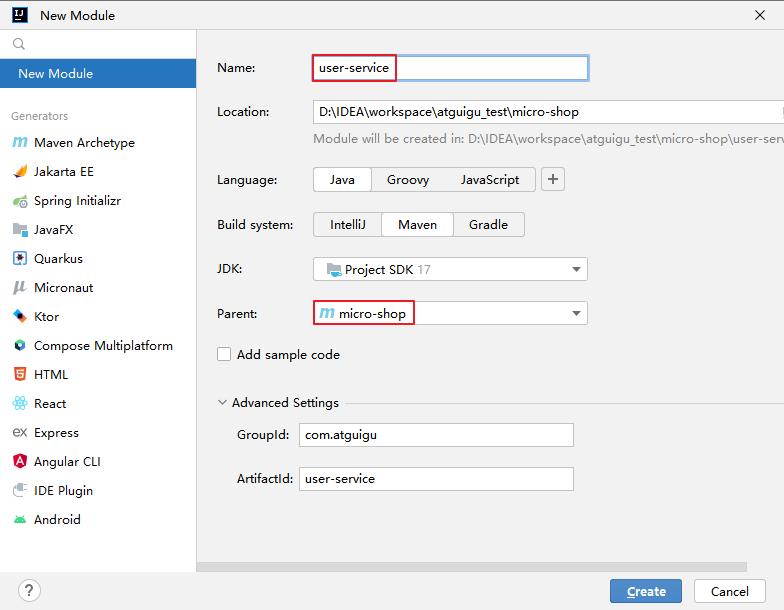 New Module
New Module
Generators
Maven Archetype
Jakarta EE
Spring Initializr
JavaFX
Quarkus
Micronaut
Ktor
Compose Multiplatform
HTML
React
Express
Angular CLI
IDE Plugin
Android
Name: user-service
Location: D:\IDEA\workspace\atguigu_test\micro-shop
Module will be created in: D:\IDEA\workspace\atguigu_test\micro-shop\user-serv
Language: Java Groovy JavaScript +
Build system: IntelliJ Maven Gradle
JDK: Project SDK 17
Parent: m micro-shop
Add sample code
Advanced Settings
GroupId: com.atguigu
ArtifactId: user-service
? Create Cancel